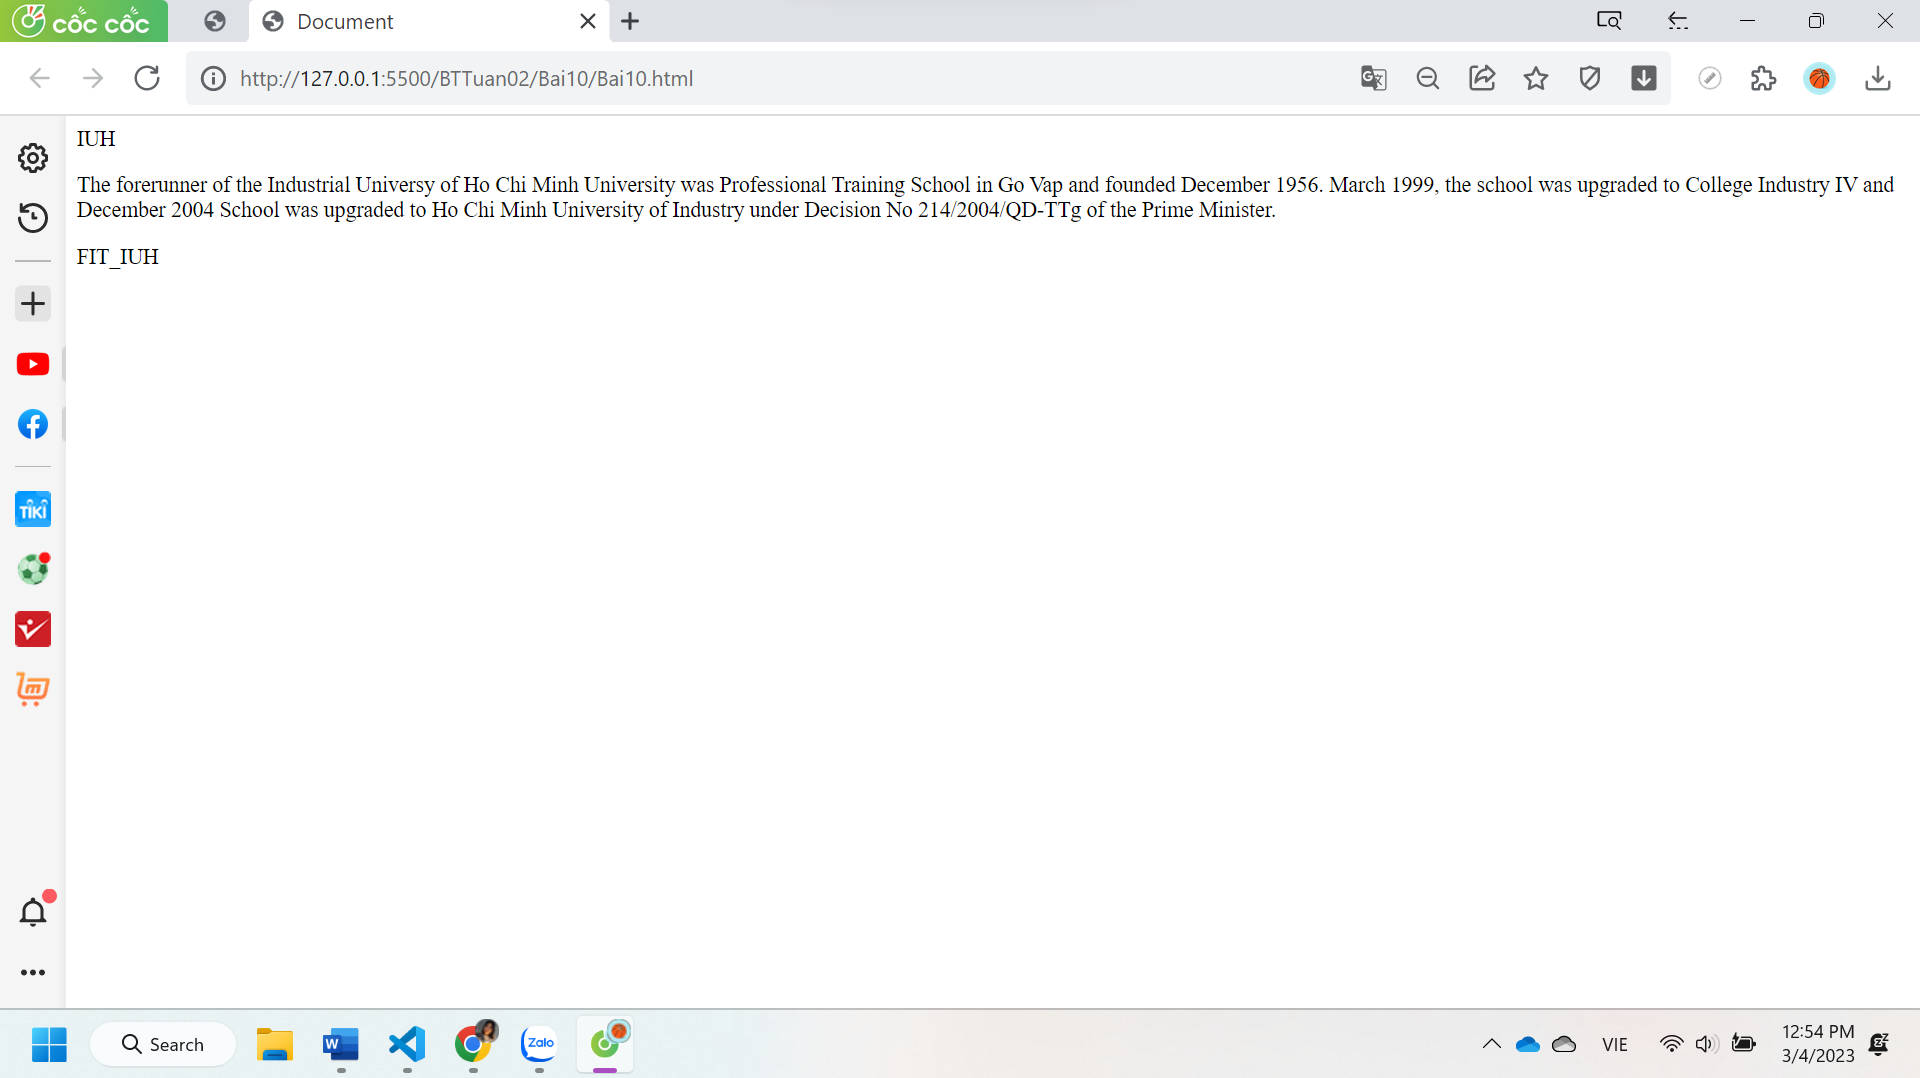 cốc cốc
Document
http://127.0.0.1:5500/BTTuan02/Bai10/Bai10.html
IUH
The forerunner of the Industrial Universy of Ho Chi Minh University was Professional Training School in Go Vap and founded December 1956. March 1999, the school was upgraded to College Industry IV and
December 2004 School was upgraded to Ho Chi Minh University of Industry under Decision No 214/2004/QD-TTg of the Prime Minister.
FIT_IUH
TIKI
Search
W
Zalo
VIE
12:54 PM
3/4/2023